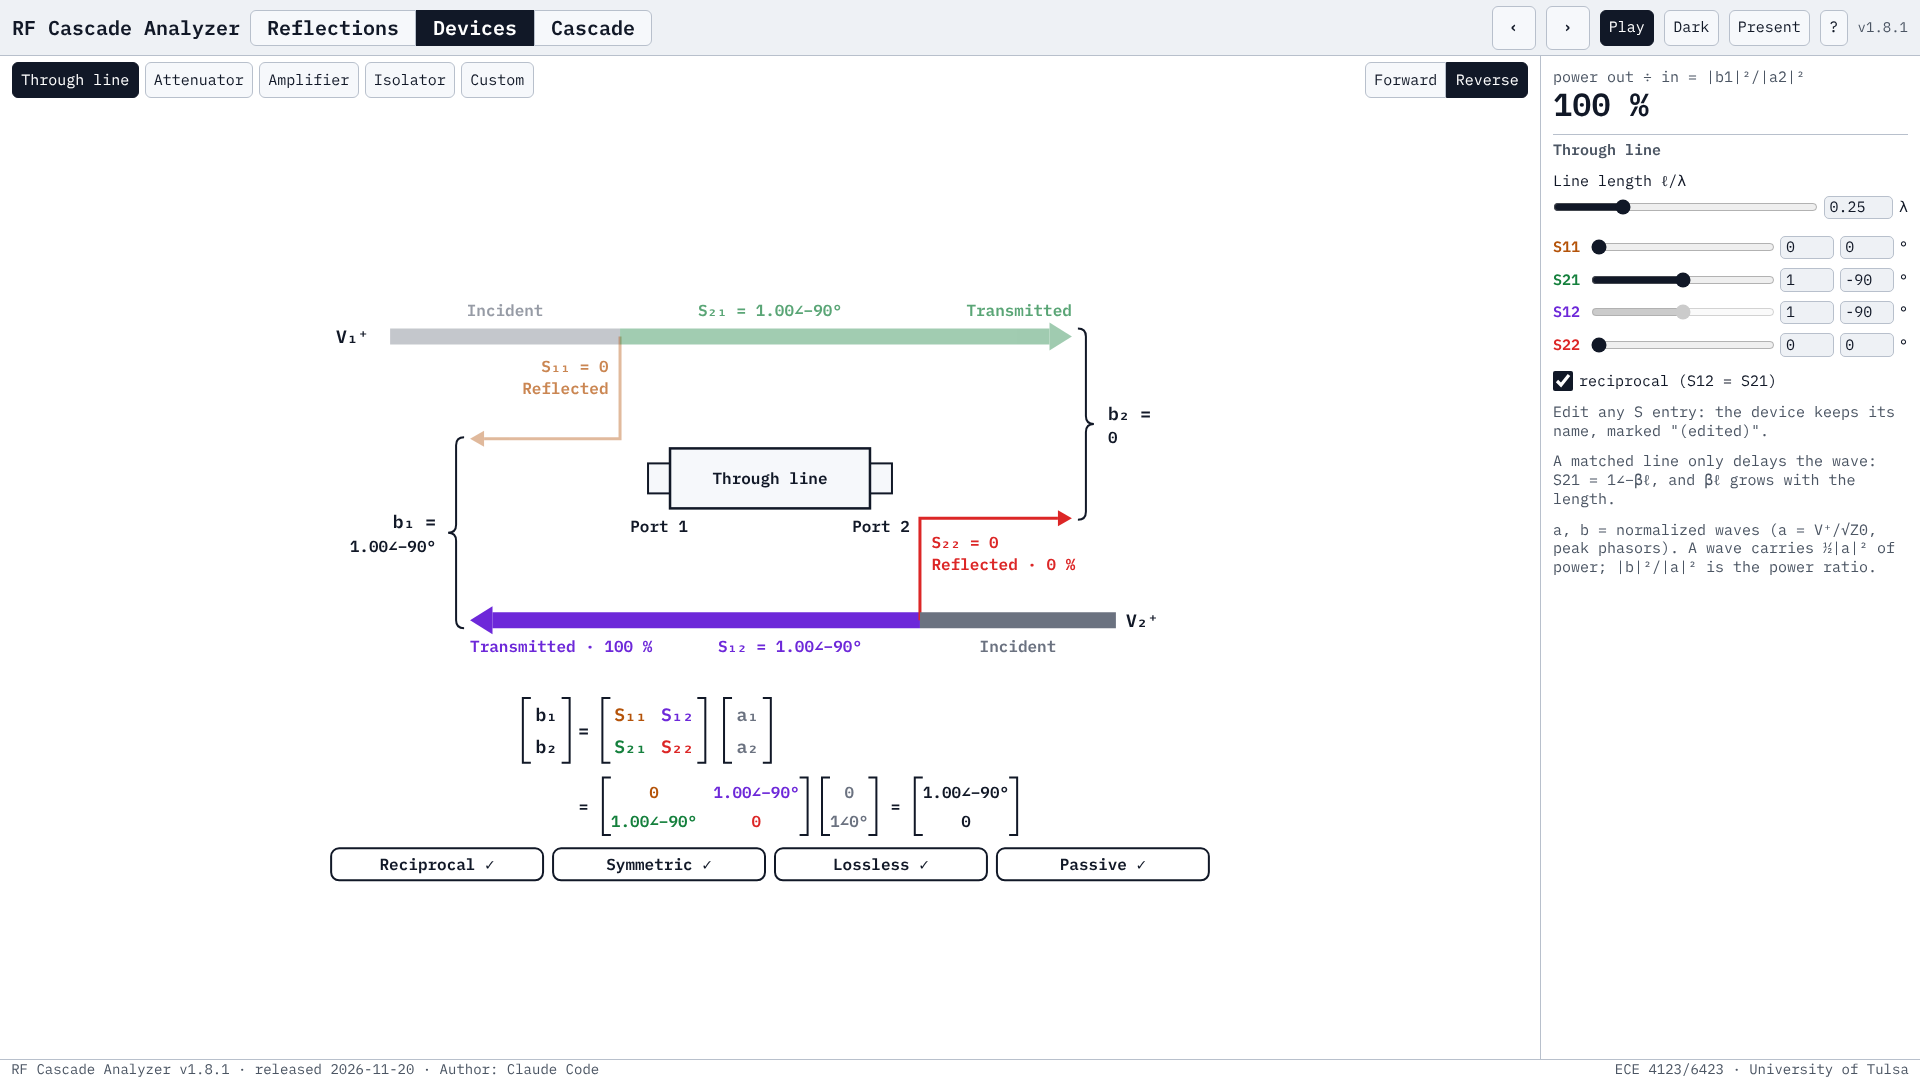 RF Cascade Analyzer Reflections Devices Cascade ‹ › Play Dark Present ? v1.8.1
Through line Attenuator Amplifier Isolator Custom Forward Reverse
power out ÷ in = |b1|²/|a2|²
100 %
Through line
Line length ℓ/λ
0.25 λ
S11 0 0 °
S21 1 -90 °
S12 1 -90 °
S22 0 0 °
reciprocal (S12 = S21)
Edit any S entry: the device keeps its
name, marked "(edited)".
A matched line only delays the wave:
S21 = 1∠−βℓ, and βℓ grows with the
length.
a, b = normalized waves (a = V⁺/√Z0,
peak phasors). A wave carries ½|a|² of
power; |b|²/|a|² is the power ratio.
Incident S₂₁ = 1.00∠−90° Transmitted
V₁⁺
S₁₁ = 0
Reflected
b₂ =
0
Through line
Port 1 Port 2
b₁ =
1.00∠−90°
S₂₂ = 0
Reflected · 0 %
V₂⁺
Transmitted · 100 % S₁₂ = 1.00∠−90° Incident
b₁ S₁₁ S₁₂ a₁
=
b₂ S₂₁ S₂₂ a₂
0 1.00∠−90° 0 1.00∠−90°
= =
1.00∠−90° 0 1∠0° 0
Reciprocal ✓ Symmetric ✓ Lossless ✓ Passive ✓
RF Cascade Analyzer v1.8.1 · released 2026-11-20 · Author: Claude Code
ECE 4123/6423 · University of Tulsa